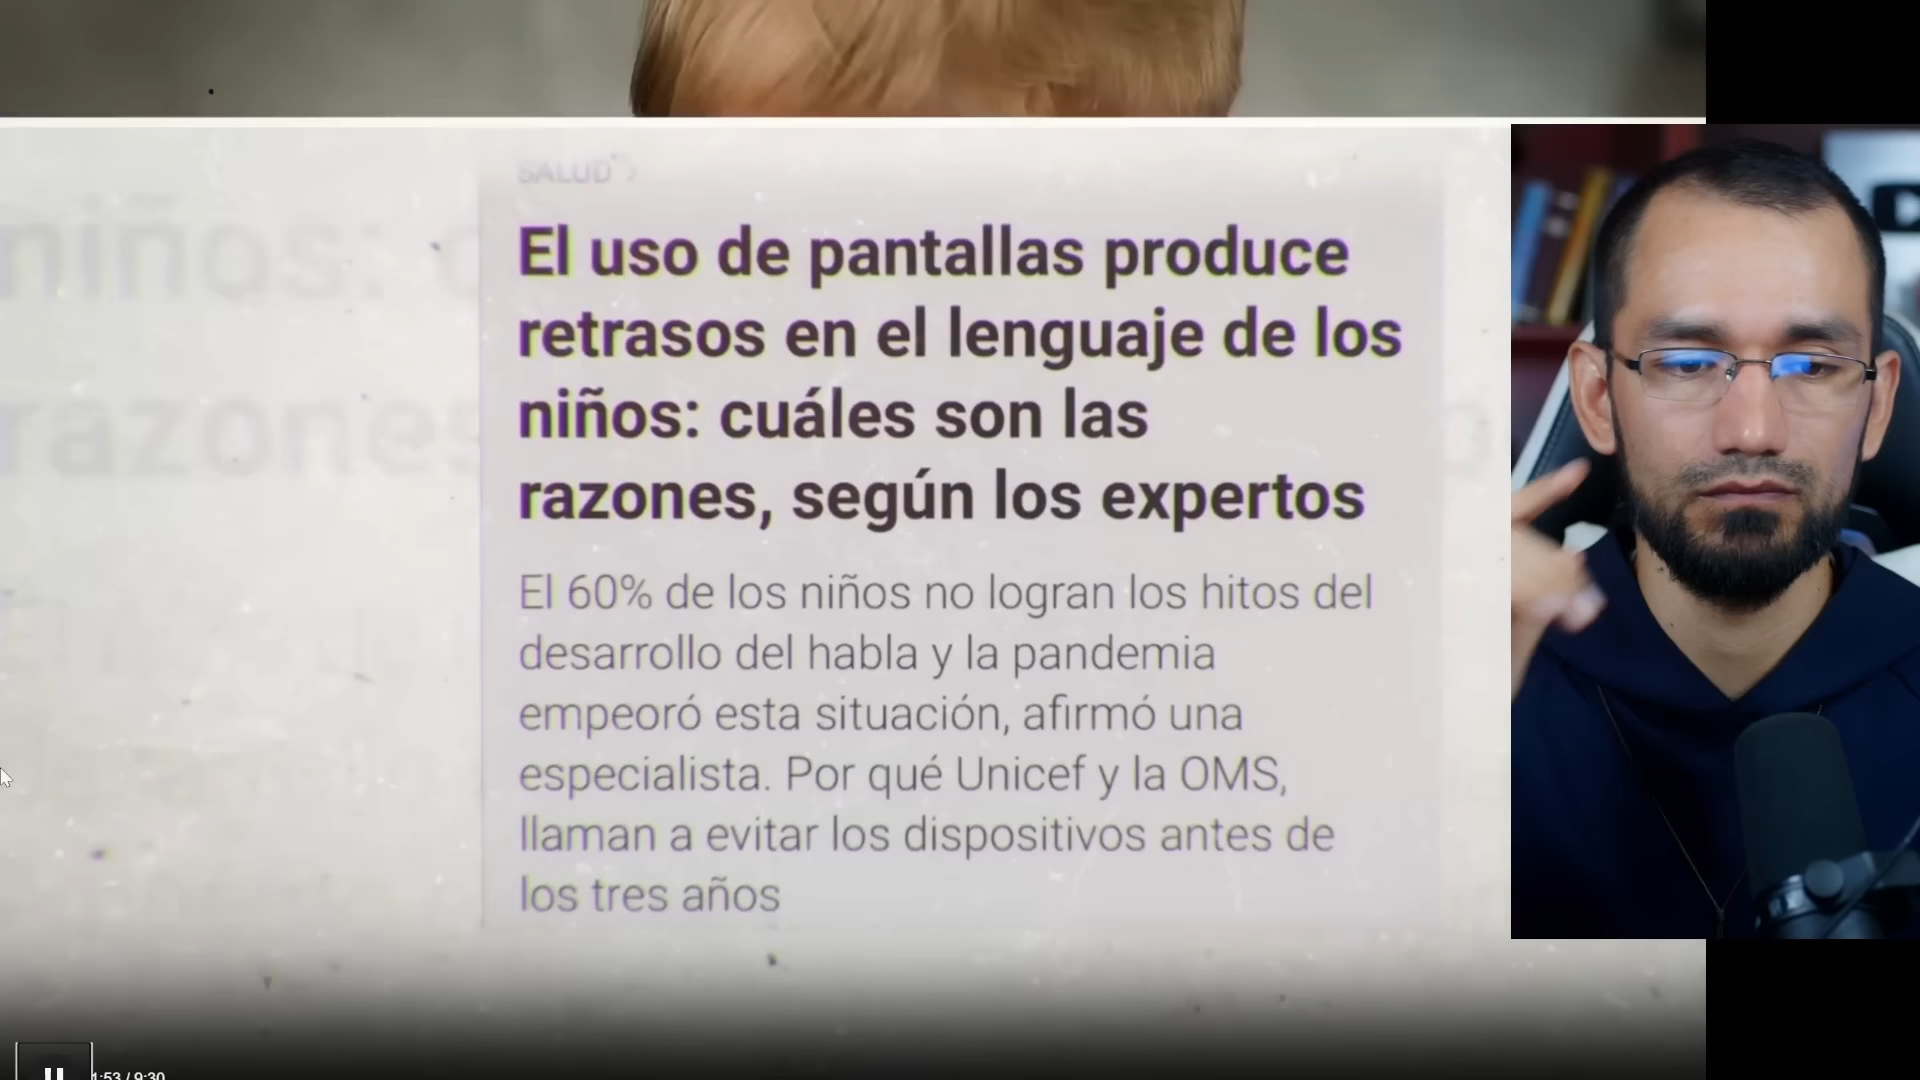 SALUD
El uso de pantallas produce
retrasos en el lenguaje de los
niños: cuáles son las
razones, según los expertos
El 60% de los niños no logran los hitos del
desarrollo del habla y la pandemia
empeoró esta situación, afirmó una
especialista. Por qué Unicef y la OMS,
llaman a evitar los dispositivos antes de
los tres años
niños:
razones
1:53 / 9:30